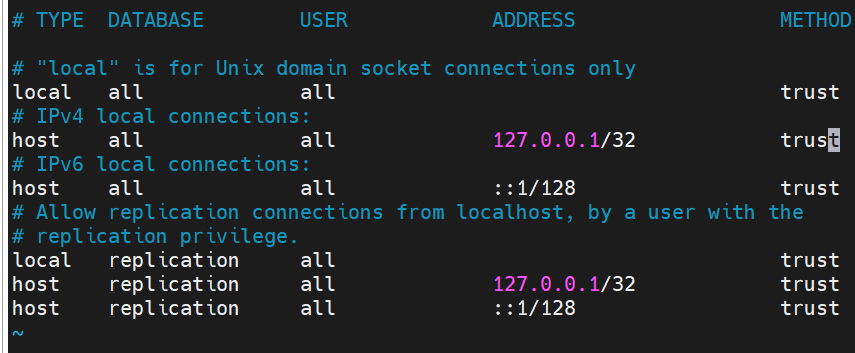 # TYPE  DATABASE        USER            ADDRESS                 METHOD
# "local" is for Unix domain socket connections only
local   all             all                                     trust
# IPv4 local connections:
host    all             all             127.0.0.1/32            trust
# IPv6 local connections:
host    all             all             ::1/128                 trust
# Allow replication connections from localhost, by a user with the
# replication privilege.
local   replication     all                                     trust
host    replication     all             127.0.0.1/32            trust
host    replication     all             ::1/128                 trust
~